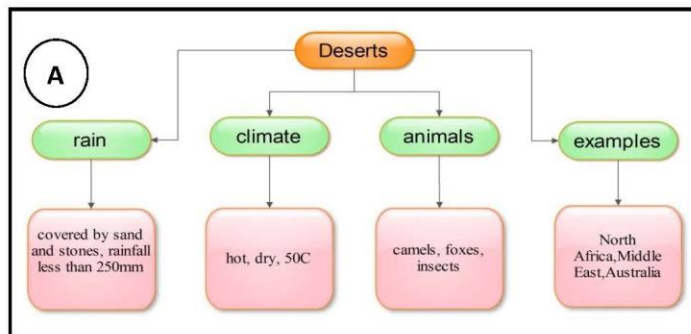 A
Deserts
rain
climate
animals
examples
covered by sand
and stones, rainfall
less than 250mm
hot, dry, 50C
camels, foxes,
insects
North
Africa,Middle
East,Australia